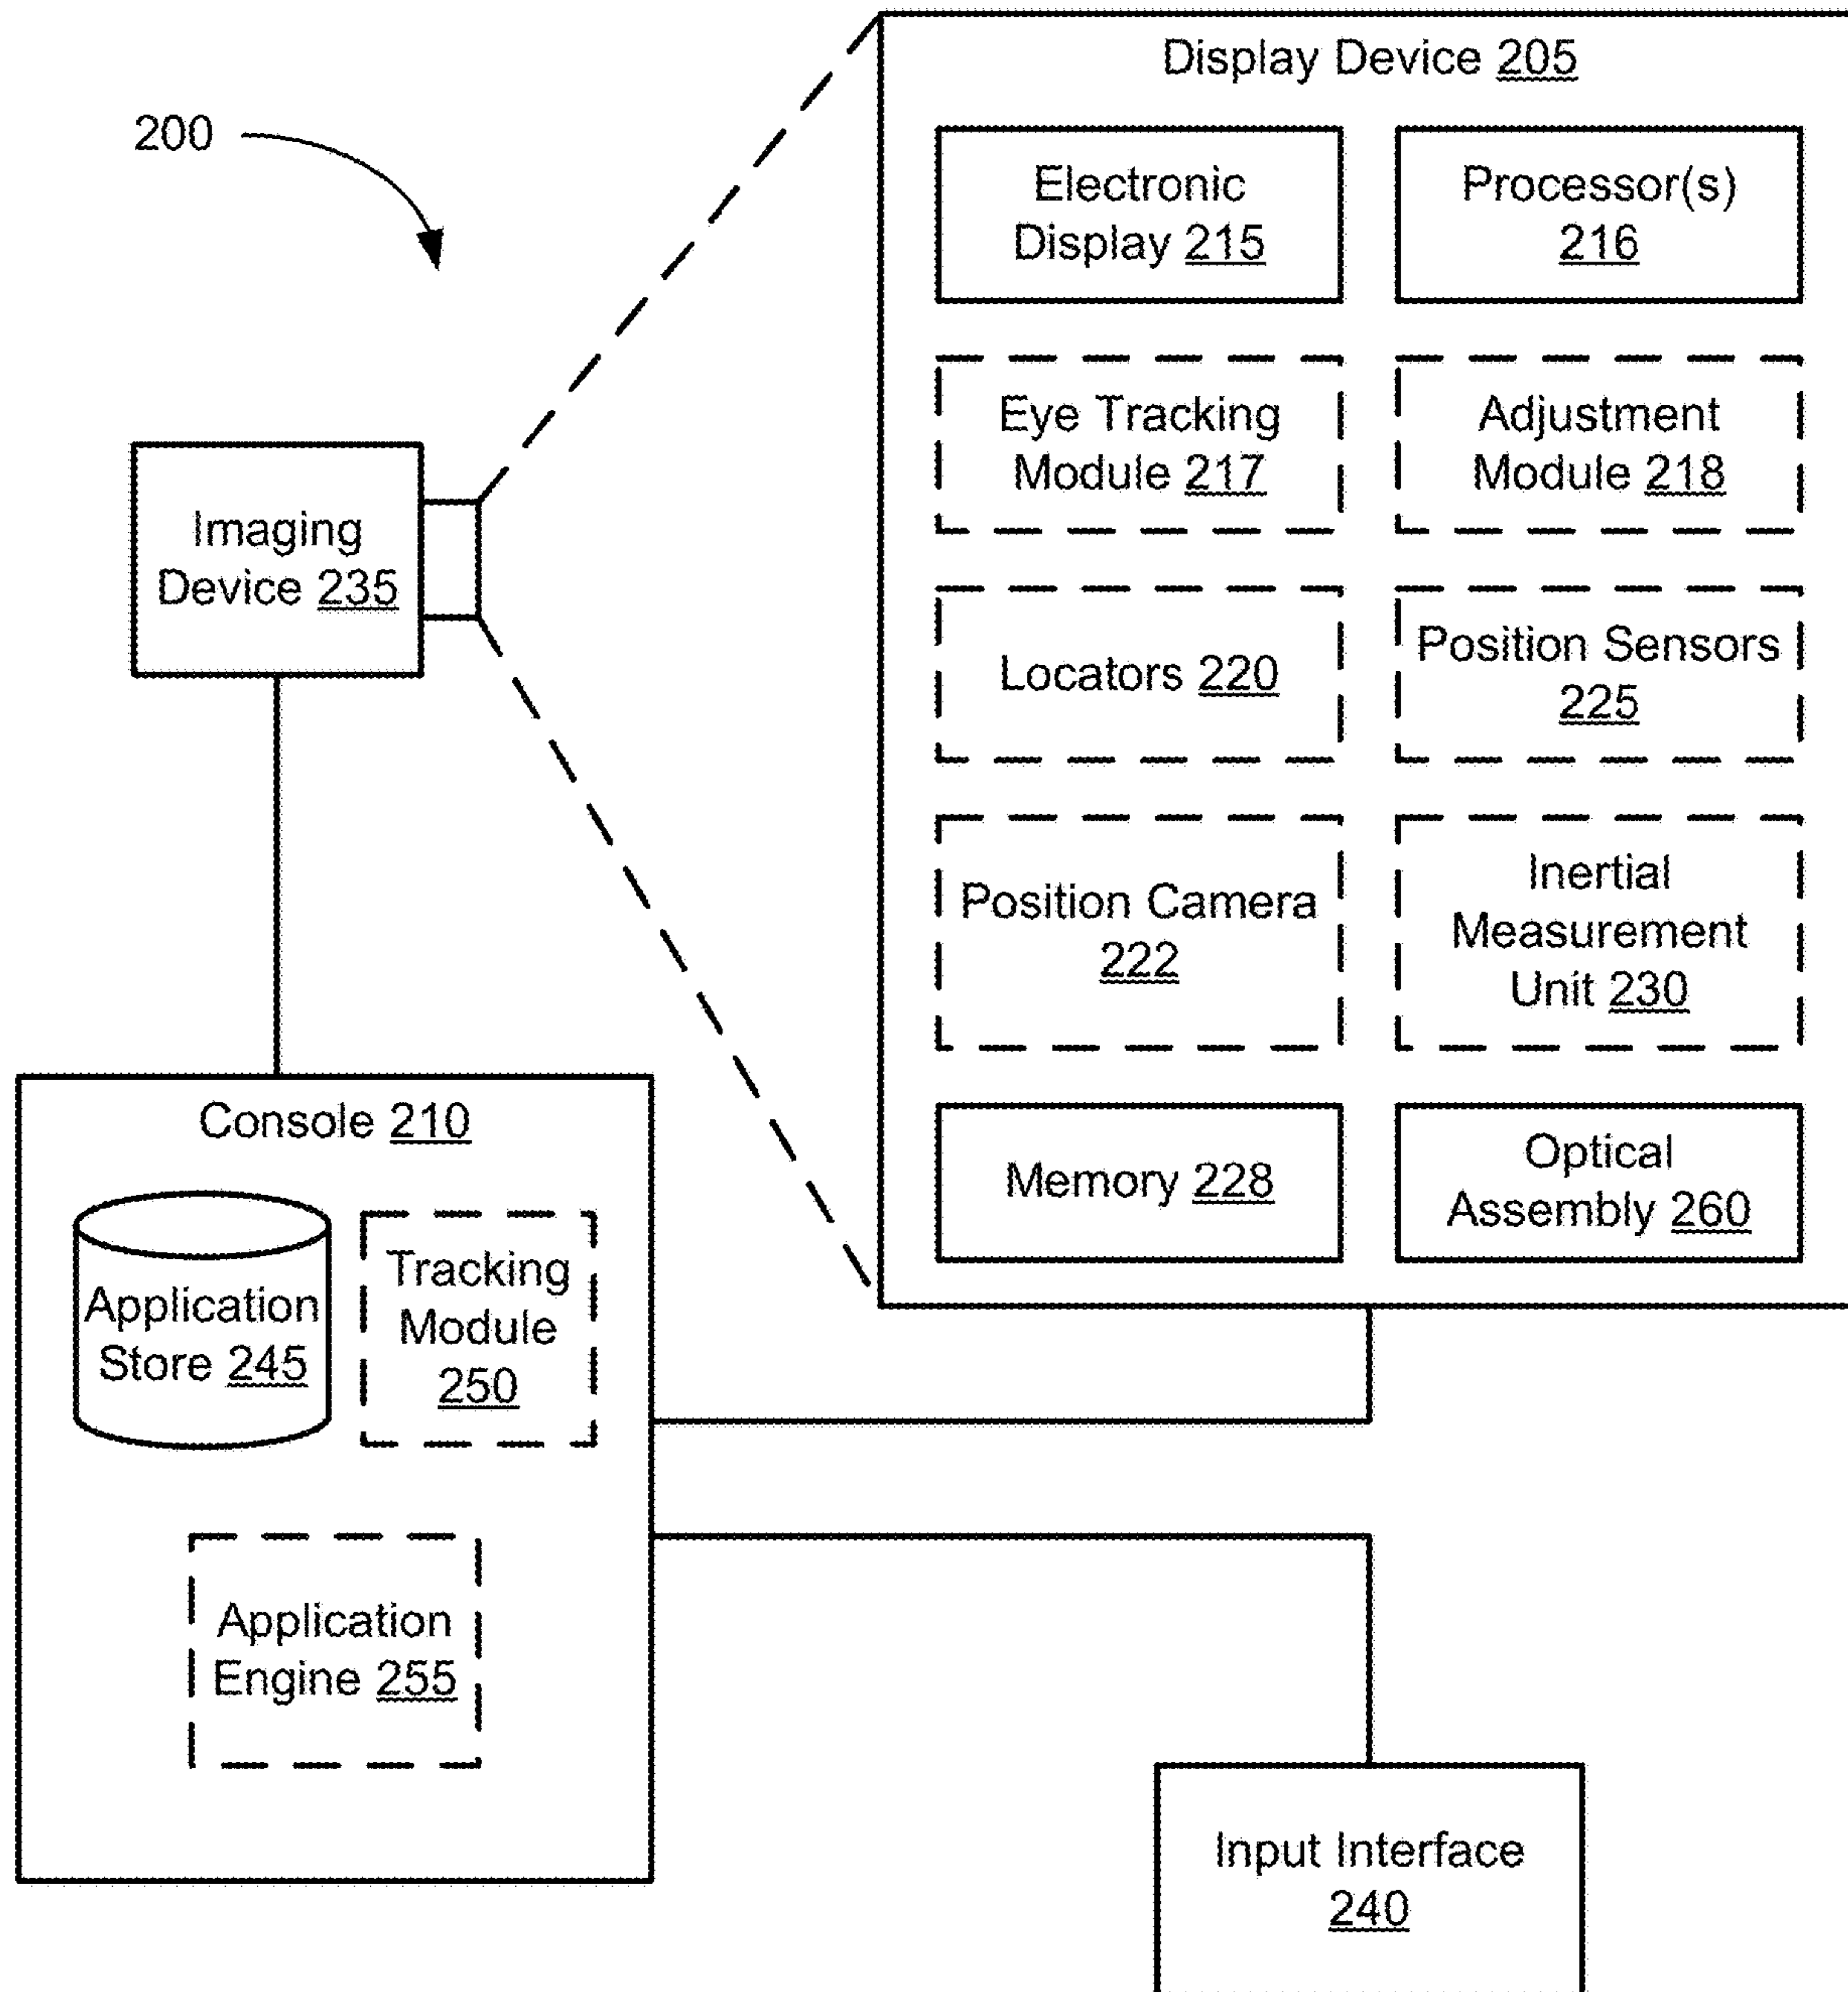 200
Display Device 205
Electronic
Display 215
Processor(s)
216
Eye Tracking
Module 217
Adjustment
Module 218
Imaging
Device 235
Locators 220
Position Sensors
225
Position Camera
222
Inertial
Measurement
Unit 230
Memory 228
Optical
Assembly 260
Console 210
Application
Store 245
Tracking
Module
250
Application
Engine 255
Input Interface
240